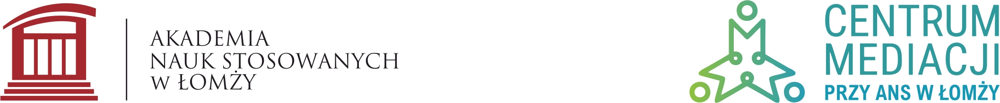 AKADEMIA
NAUK STOSOWANYCH
w ŁOMŻY
CENTRUM
MEDIACJI
PRZY ANS W ŁOMŻY